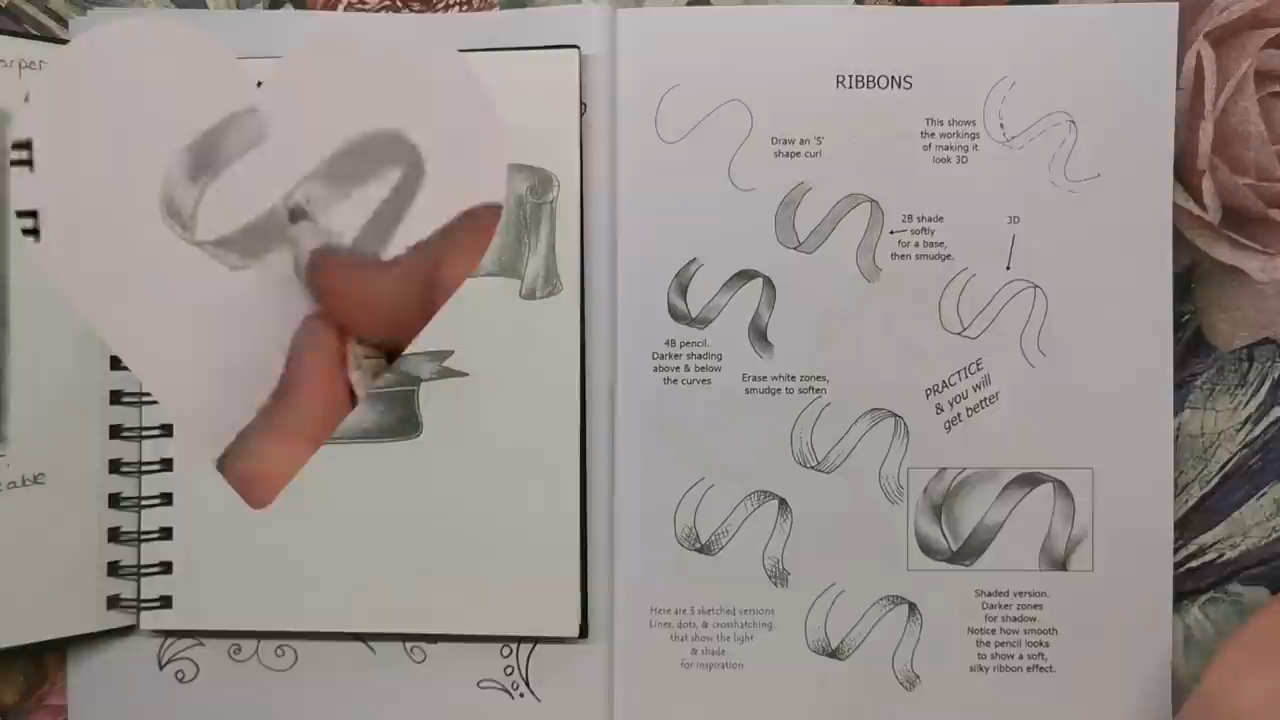 RIBBONS
Draw an 'S'
shape curl
This shows
the workings
of making it
look 3D
2B shade
softly
for a base,
then smudge.
3D
4B pencil.
Darker shading
above & below
the curves
Erase white zones,
smudge to soften
PRACTICE
& you will
get better
Here are 3 sketched versions
Lines, dots, & crosshatching
that show the light
& shade
for inspiration
Shaded version.
Darker zones
for shadow.
Notice how smooth
the pencil looks
to show a soft,
silky ribbon effect.